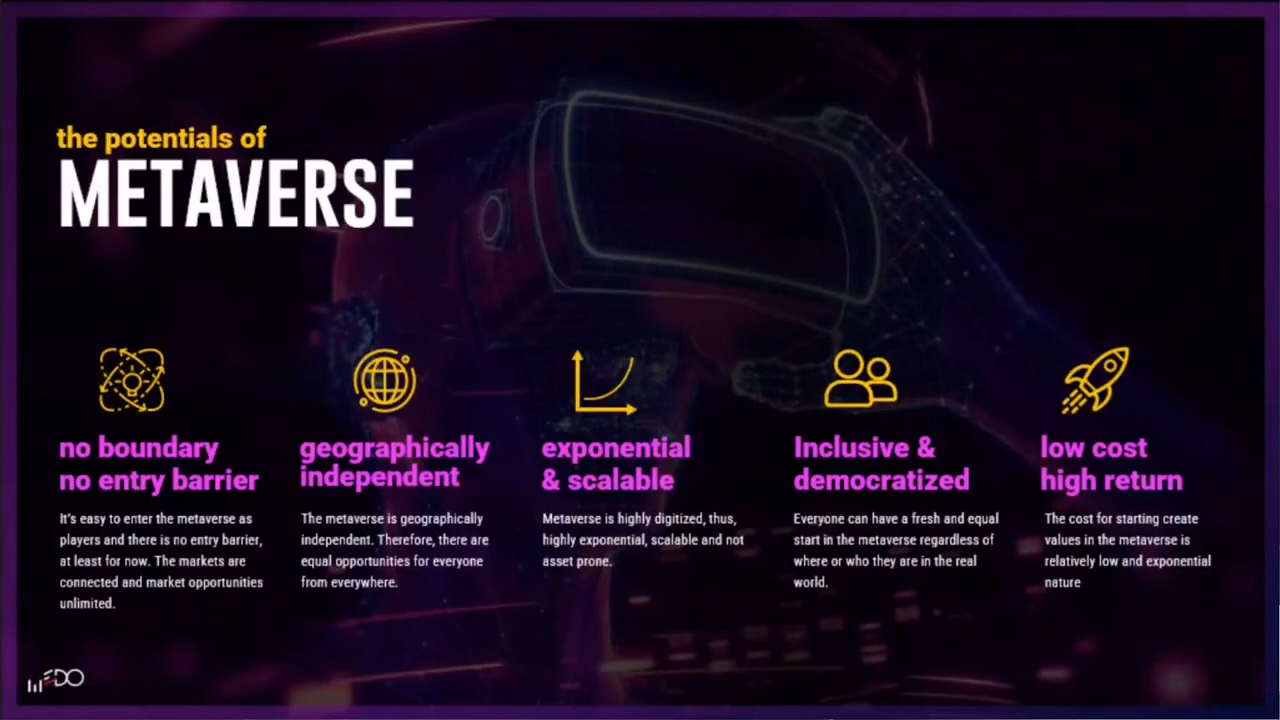 the potentials of
METAVERSE
no boundary
no entry barrier
It's easy to enter the metaverse as
players and there is no entry barrier,
at least for now. The markets are
connected and market opportunities
unlimited.
geographically
independent
The metaverse is geographically
independent. Therefore, there are
equal opportunities for everyone
from everywhere.
exponential
& scalable
Metaverse is highly digitized, thus,
highly exponential, scalable and not
asset prone.
Inclusive &
democratized
Everyone can have a fresh and equal
start in the metaverse regardless of
where or who they are in the real
world.
low cost
high return
The cost for starting create
values in the metaverse is
relatively low and exponential
nature